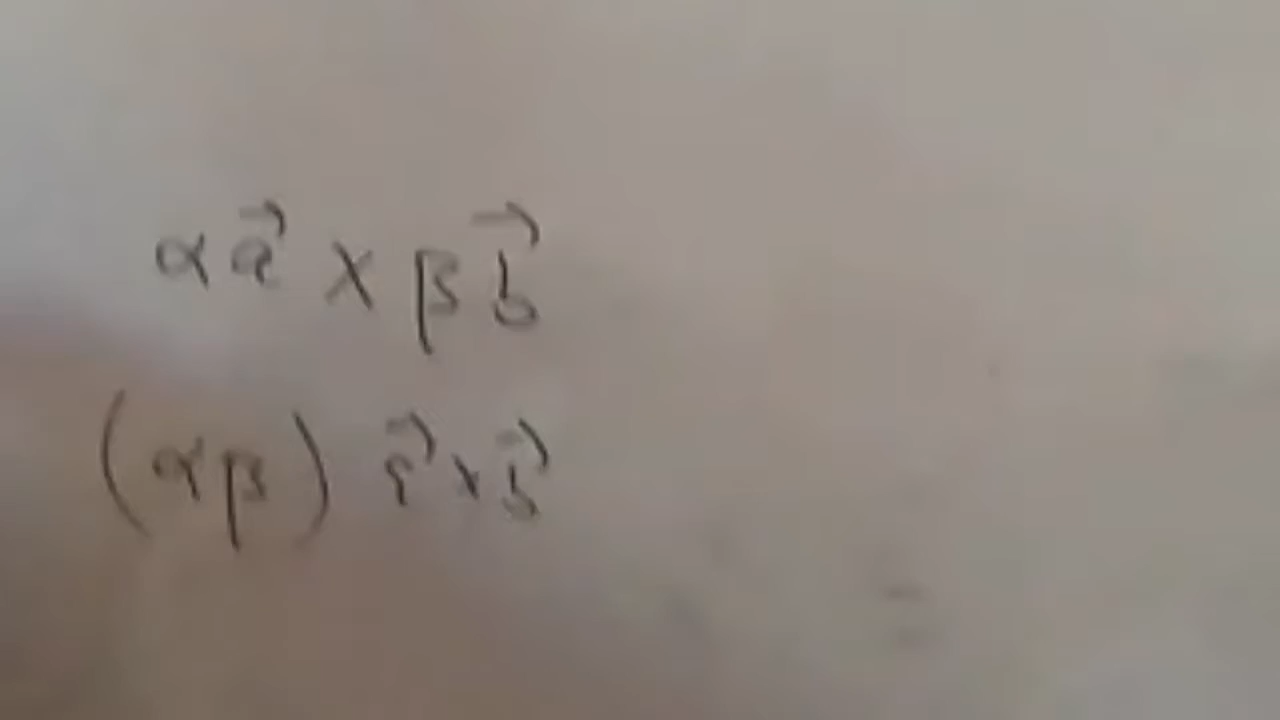 α a⃗ × β b⃗
(αβ) a⃗ × b⃗